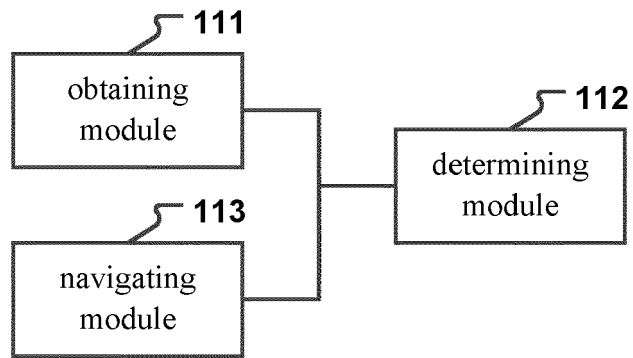 111
obtaining
module
112
determining
module
113
navigating
module